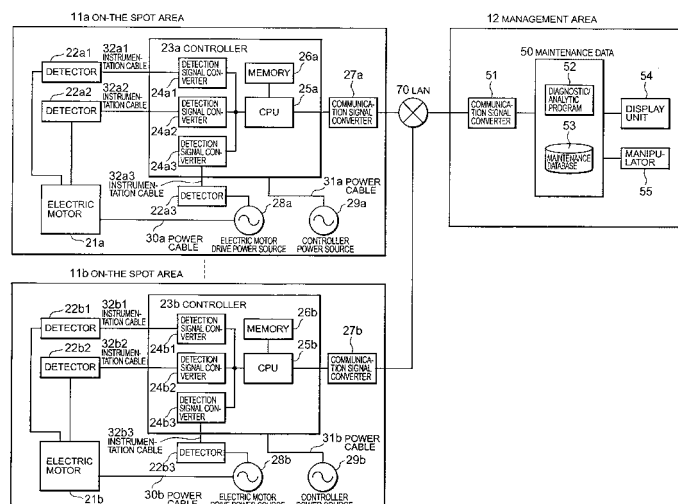 11a ON-THE SPOT AREA
12 MANAGEMENT AREA
22a1
32a1
INSTRUMEN-
TATION CABLE
DETECTOR
22a2
32a2
INSTRUMEN-
TATION CABLE
DETECTOR
23a CONTROLLER
DETECTION
SIGNAL CON-
VERTER
24a1
DETECTION
SIGNAL CON-
VERTER
24a2
DETECTION
SIGNAL CON-
VERTER
24a3
26a
MEMORY
25a
CPU
27a
COMMUNICATION
SIGNAL
CONVERTER
70 LAN
51
COMMUNICATION
SIGNAL
CONVERTER
50 MAINTENANCE DATA
52
DIAGNOSTIC/
ANALYTIC
PROGRAM
53
MAINTENANCE
DATABASE
54
DISPLAY
UNIT
MANIPU-
LATOR
55
32a3
INSTRUMEN-
TATION CABLE
DETECTOR
22a3
31a POWER
CABLE
ELECTRIC
MOTOR
21a
30a POWER
CABLE
28a
ELECTRIC MOTOR
DRIVE POWER SOURCE
29a
CONTROLLER
POWER SOURCE
11b ON-THE SPOT AREA
22b1
32b1
INSTRUMEN-
TATION CABLE
DETECTOR
22b2
32b2
INSTRUMEN-
TATION CABLE
DETECTOR
23b CONTROLLER
DETECTION
SIGNAL CON-
VERTER
24b1
DETECTION
SIGNAL CON-
VERTER
24b2
DETECTION
SIGNAL CON-
VERTER
24b3
26b
MEMORY
25b
CPU
27b
COMMUNICA-
TION SIGNAL
CONVERTER
32b3
INSTRUMEN-
TATION CABLE
DETECTOR
22b3
31b POWER
CABLE
ELECTRIC
MOTOR
21b
30b POWER
CABLE
28b
ELECTRIC MOTOR
DRIVE POWER SOURCE
29b
CONTROLLER
POWER SOURCE